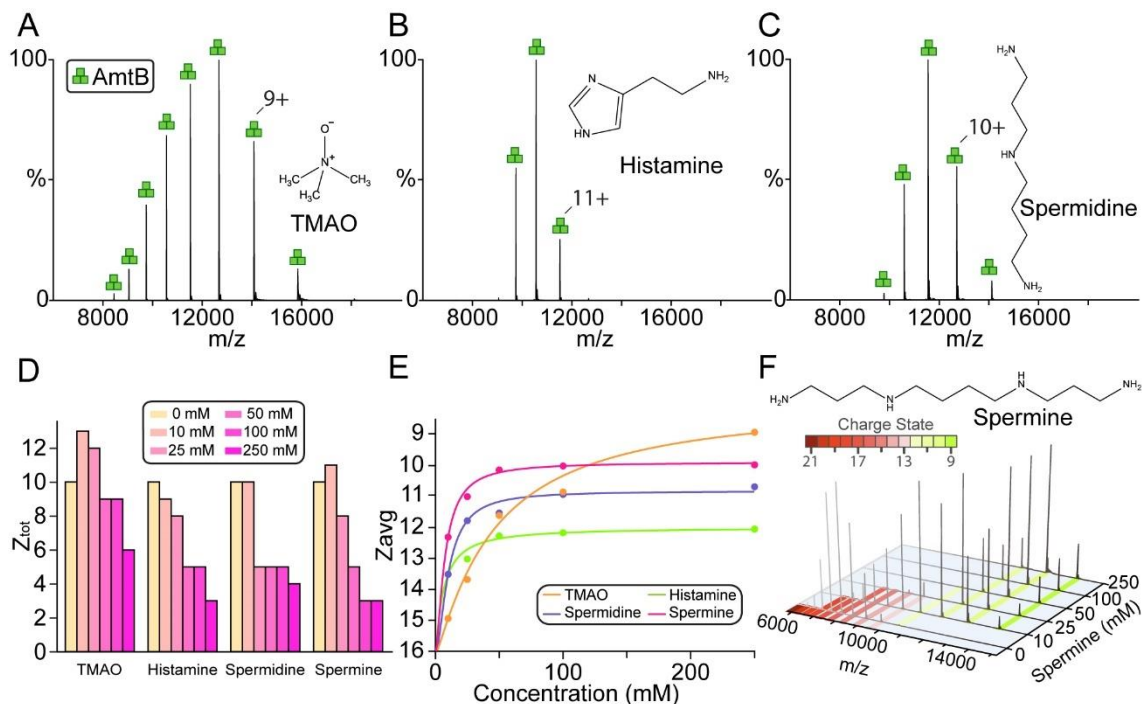 A
100
%
0
AmtB
9+
O⁻
N⁺
H₃C
CH₃
H₃C
TMAO
8000 12000 16000
m/z
B
100
%
0
N
HN
NH₂
Histamine
11+
8000 12000 16000
m/z
C
100
%
0
10+
H₂N
HN
NH₂
Spermidine
8000 12000 16000
m/z
D
Ztot
12
10
8
6
4
2
0
0 mM 50 mM
10 mM 100 mM
25 mM 250 mM
TMAO Histamine Spermidine Spermine
E
Zavg
9
10
11
12
13
14
15
16
0 100 200
Concentration (mM)
TMAO Histamine
Spermidine Spermine
F
H₂N
N
H
H
N
NH₂
Spermine
Charge State
21 17 13 9
6000
10000
14000
m/z
0
10
25
50
100
250
Spermine (mM)